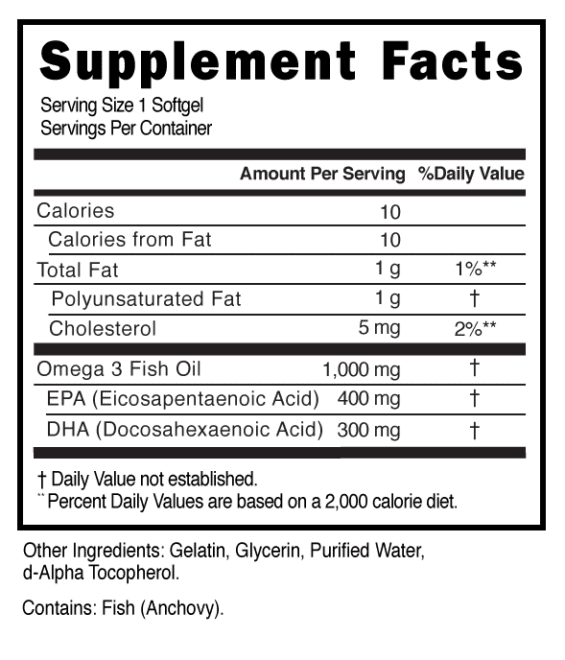 Supplement Facts
Serving Size 1 Softgel
Servings Per Container
Amount Per Serving %Daily Value
Calories 10
Calories from Fat 10
Total Fat 1 g 1%**
Polyunsaturated Fat 1 g †
Cholesterol 5 mg 2%**
Omega 3 Fish Oil 1,000 mg †
EPA (Eicosapentaenoic Acid) 400 mg †
DHA (Docosahexaenoic Acid) 300 mg †
† Daily Value not established.
** Percent Daily Values are based on a 2,000 calorie diet.
Other Ingredients: Gelatin, Glycerin, Purified Water,
d-Alpha Tocopherol.
Contains: Fish (Anchovy).